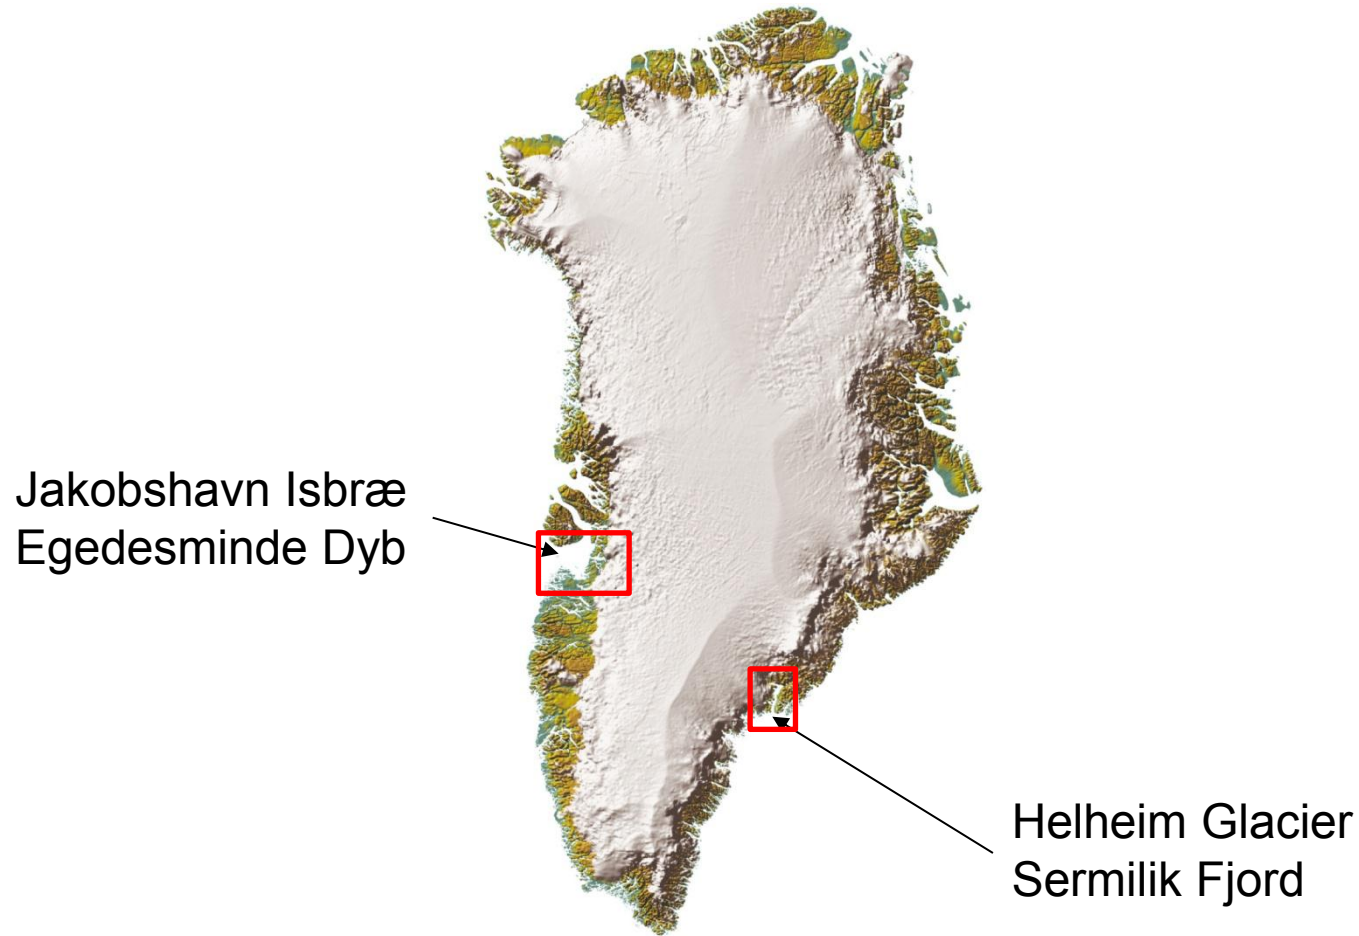 Jakobshavn Isbræ
Egedesminde Dyb
Helheim Glacier
Sermilik Fjord